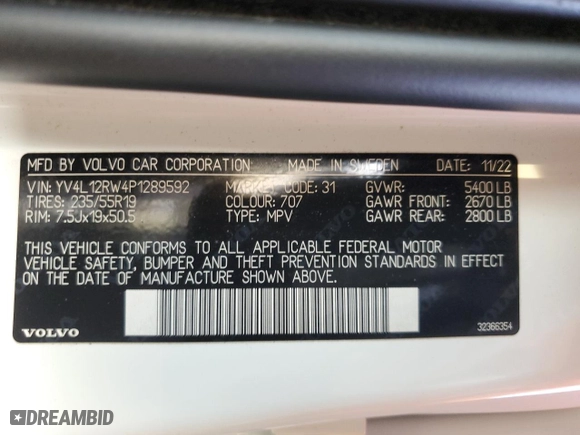 MFD BY VOLVO CAR CORPORATION MADE IN SWEDEN DATE: 11/22
VIN: YV4L12RW4P1289592 MARKET CODE: 31 GVWR: 5400 LB
TIRES: 235/55R19 COLOUR: 707 GAWR FRONT: 2670 LB
RIM: 7.5Jx19x50.5 TYPE: MPV GAWR REAR: 2800 LB
THIS VEHICLE CONFORMS TO ALL APPLICABLE FEDERAL MOTOR
VEHICLE SAFETY, BUMPER AND THEFT PREVENTION STANDARDS IN EFFECT
ON THE DATE OF MANUFACTURE SHOWN ABOVE.
VOLVO 32366354
DREAMBID